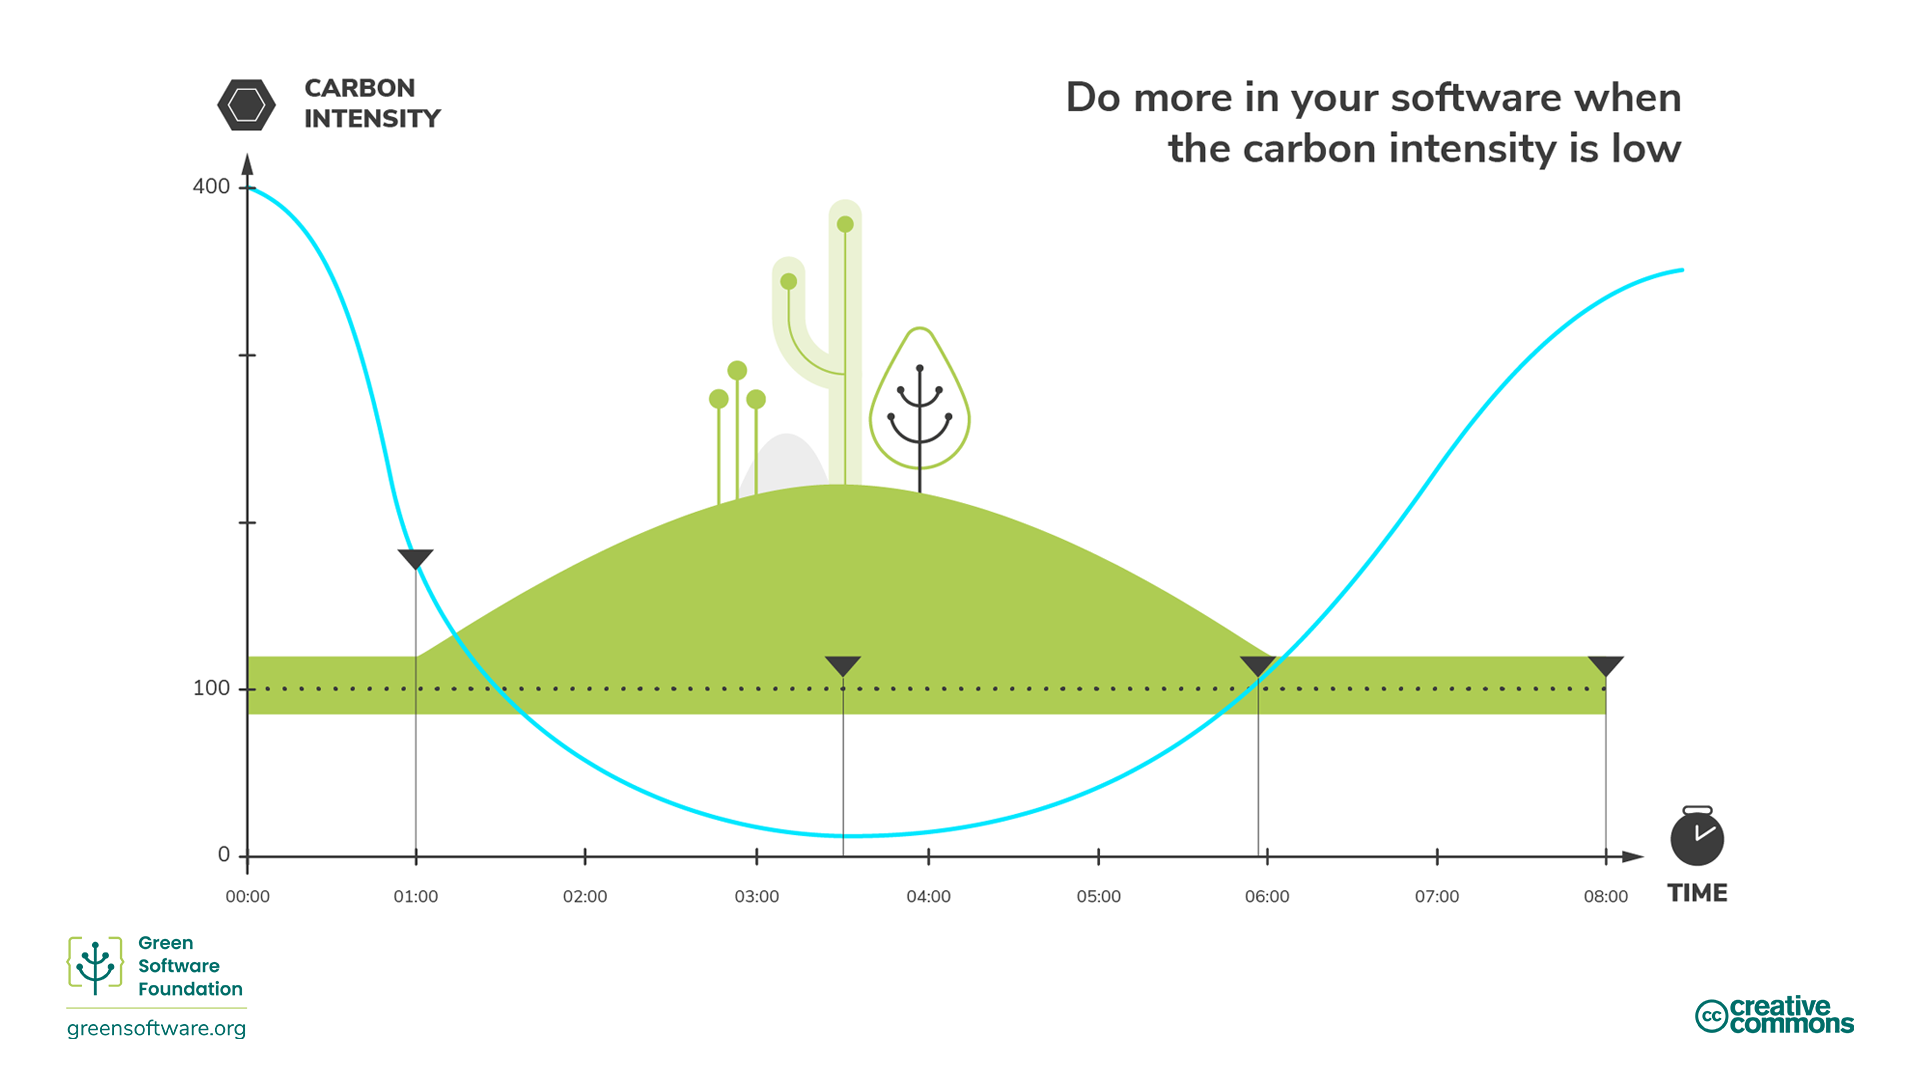 CARBON
INTENSITY
Do more in your software when
the carbon intensity is low
400
100
0
00:00 01:00 02:00 03:00 04:00 05:00 06:00 07:00 08:00
TIME
Green
Software
Foundation
greensoftware.org
cc creative
commons